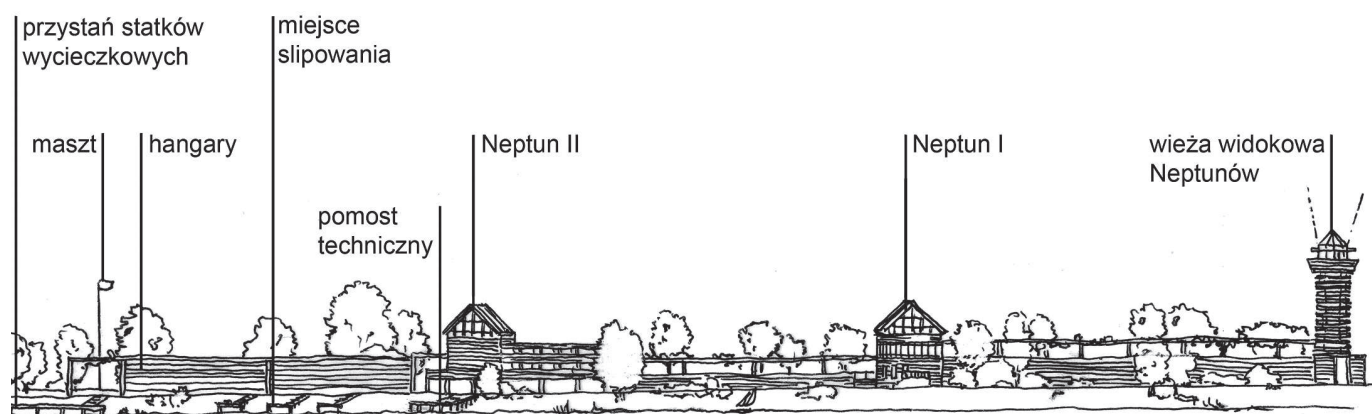 przystań statków
wycieczkowych
miejsce
slipowania
maszt
hangary
pomost
techniczny
Neptun II
Neptun I
wieża widokowa
Neptunów